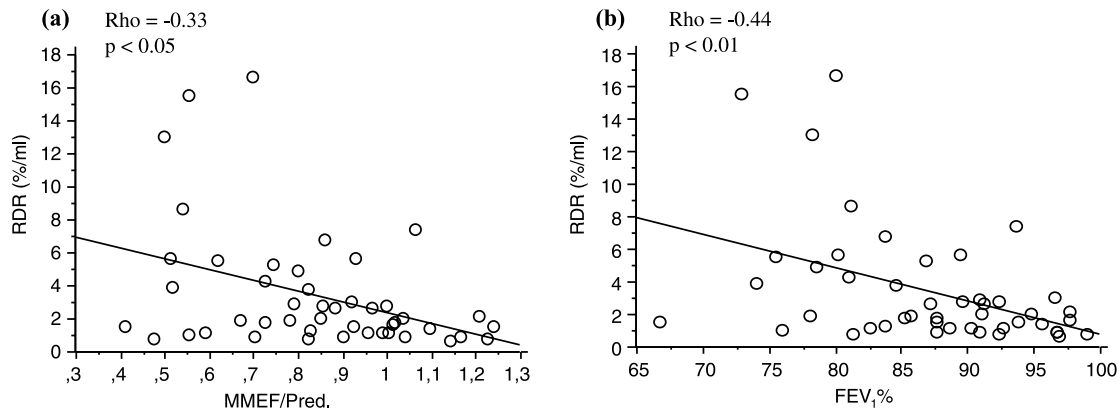 (a)
Rho = -0.33
p < 0.05
18
16
14
12
10
8
6
4
2
0
RDR (%/ml)
,3 ,4 ,5 ,6 ,7 ,8 ,9 1 1,1 1,2 1,3
MMEF/Pred.
(b)
Rho = -0.44
p < 0.01
18
16
14
12
10
8
6
4
2
0
RDR (%/ml)
65 70 75 80 85 90 95 100
FEV₁%